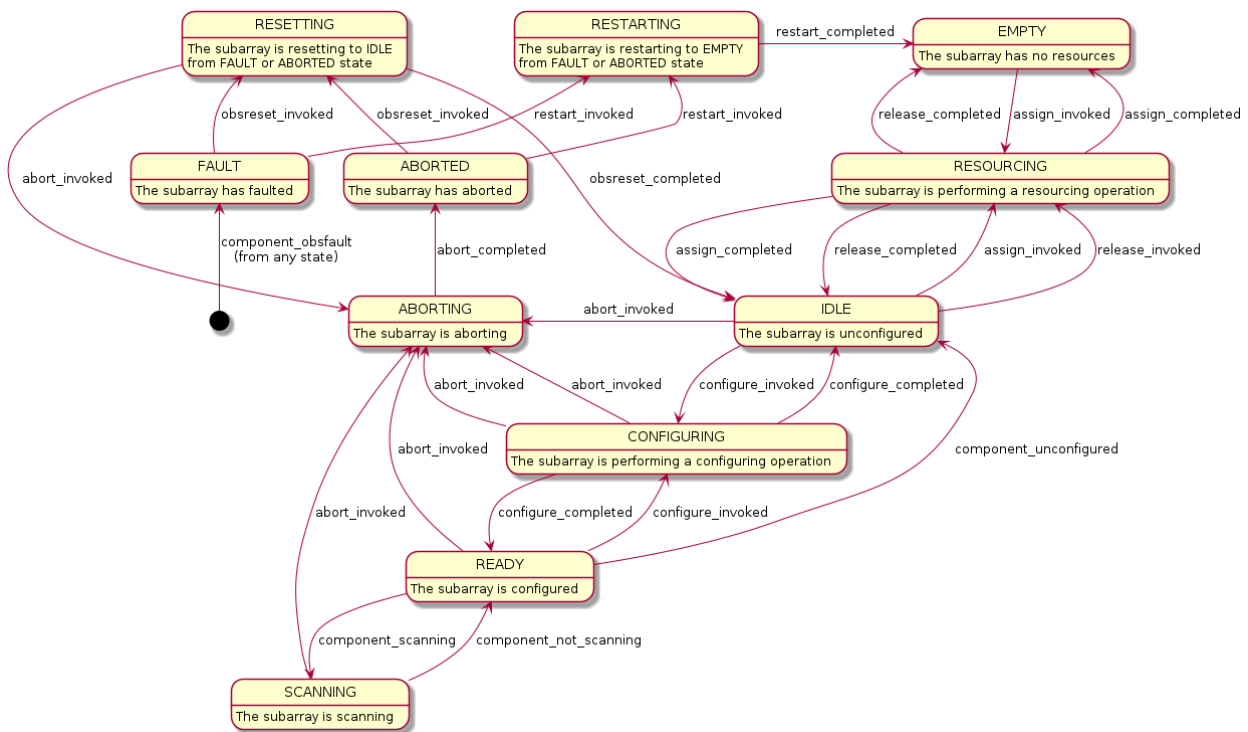 RESETTING
The subarray is resetting to IDLE
from FAULT or ABORTED state
RESTARTING
The subarray is restarting to EMPTY
from FAULT or ABORTED state
restart_completed
EMPTY
The subarray has no resources
obsreset_invoked
obsreset_invoked
restart_invoked
restart_invoked
release_completed
assign_invoked
assign_completed
FAULT
The subarray has faulted
ABORTED
The subarray has aborted
RESOURCING
The subarray is performing a resourcing operation
abort_invoked
obsreset_completed
component_obsfault
(from any state)
abort_completed
assign_completed
release_completed
assign_invoked
release_invoked
ABORTING
The subarray is aborting
abort_invoked
IDLE
The subarray is unconfigured
abort_invoked
abort_invoked
configure_invoked
configure_completed
CONFIGURING
The subarray is performing a configuring operation
abort_invoked
component_unconfigured
abort_invoked
configure_completed
configure_invoked
READY
The subarray is configured
component_scanning
component_not_scanning
SCANNING
The subarray is scanning